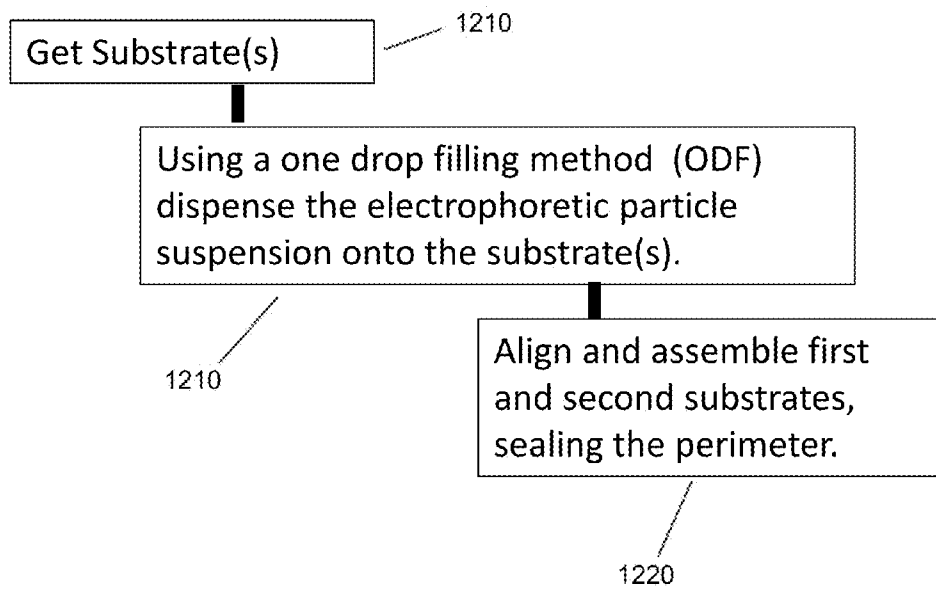 1210
Get Substrate(s)
Using a one drop filling method (ODF)
dispense the electrophoretic particle
suspension onto the substrate(s).
1210
Align and assemble first
and second substrates,
sealing the perimeter.
1220